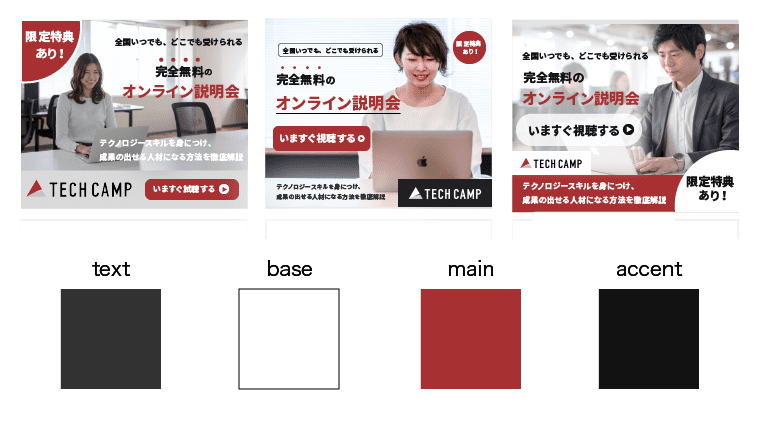 限定特典
あり！
全国いつでも、どこでも受けられる
完全無料の
オンライン説明会
テクノロジースキルを身につけ、
成果の出せる人材になる方法を徹底解説
TECH CAMP
いますぐ試聴する
全国いつでも、どこでも受けられる
限定特典
あり！
完全無料の
オンライン説明会
いますぐ視聴する
テクノロジースキルを身につけ、
成果の出せる人材になる方法を徹底解説
TECH CAMP
全国いつでも、どこでも受けられる
完全無料の
オンライン説明会
いますぐ視聴する
TECH CAMP
テクノロジースキルを身につけ、
成果の出せる人材になる方法を徹底解説
限定特典
あり！
text
base
main
accent